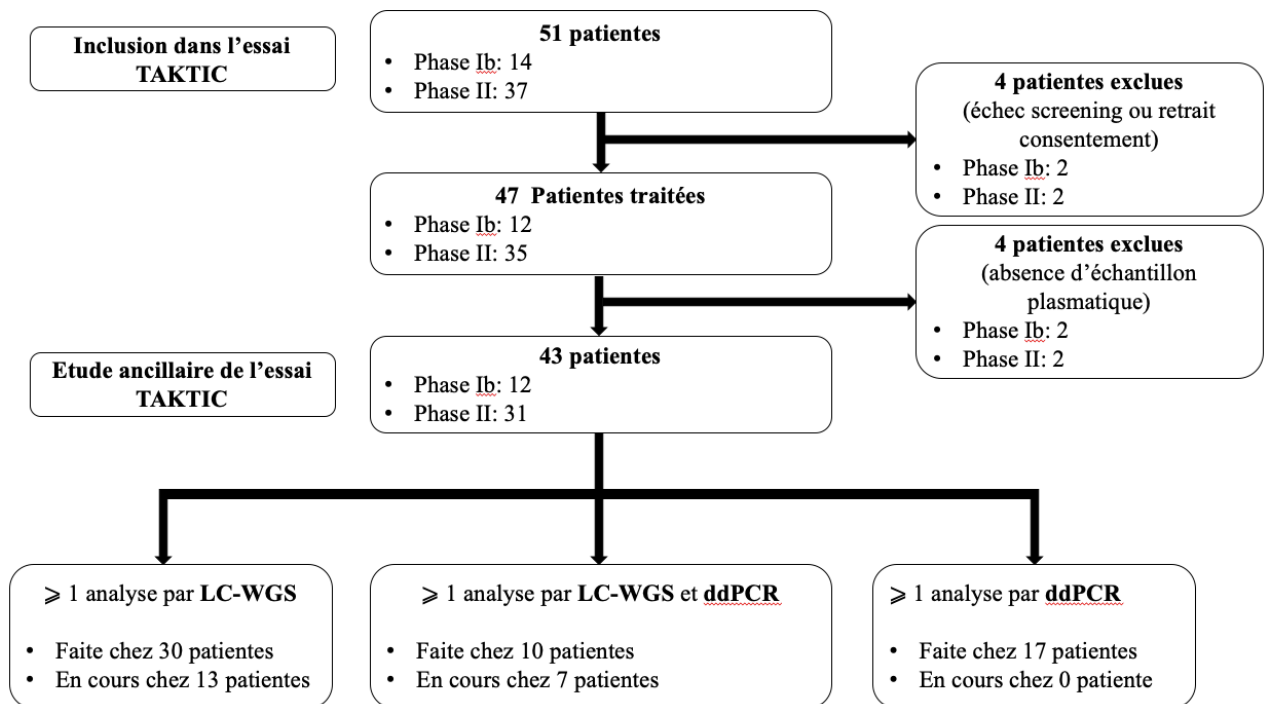 Inclusion dans l'essai
TAKTIC
51 patientes
• Phase Ib: 14
• Phase II: 37
4 patientes exclues
(échec screening ou retrait
consentement)
• Phase Ib: 2
• Phase II: 2
47 Patientes traitées
• Phase Ib: 12
• Phase II: 35
4 patientes exclues
(absence d'échantillon
plasmatique)
• Phase Ib: 2
• Phase II: 2
Etude ancillaire de l'essai
TAKTIC
43 patientes
• Phase Ib: 12
• Phase II: 31
⩾ 1 analyse par LC-WGS
• Faite chez 30 patientes
• En cours chez 13 patientes
⩾ 1 analyse par LC-WGS et ddPCR
• Faite chez 10 patientes
• En cours chez 7 patientes
⩾ 1 analyse par ddPCR
• Faite chez 17 patientes
• En cours chez 0 patiente